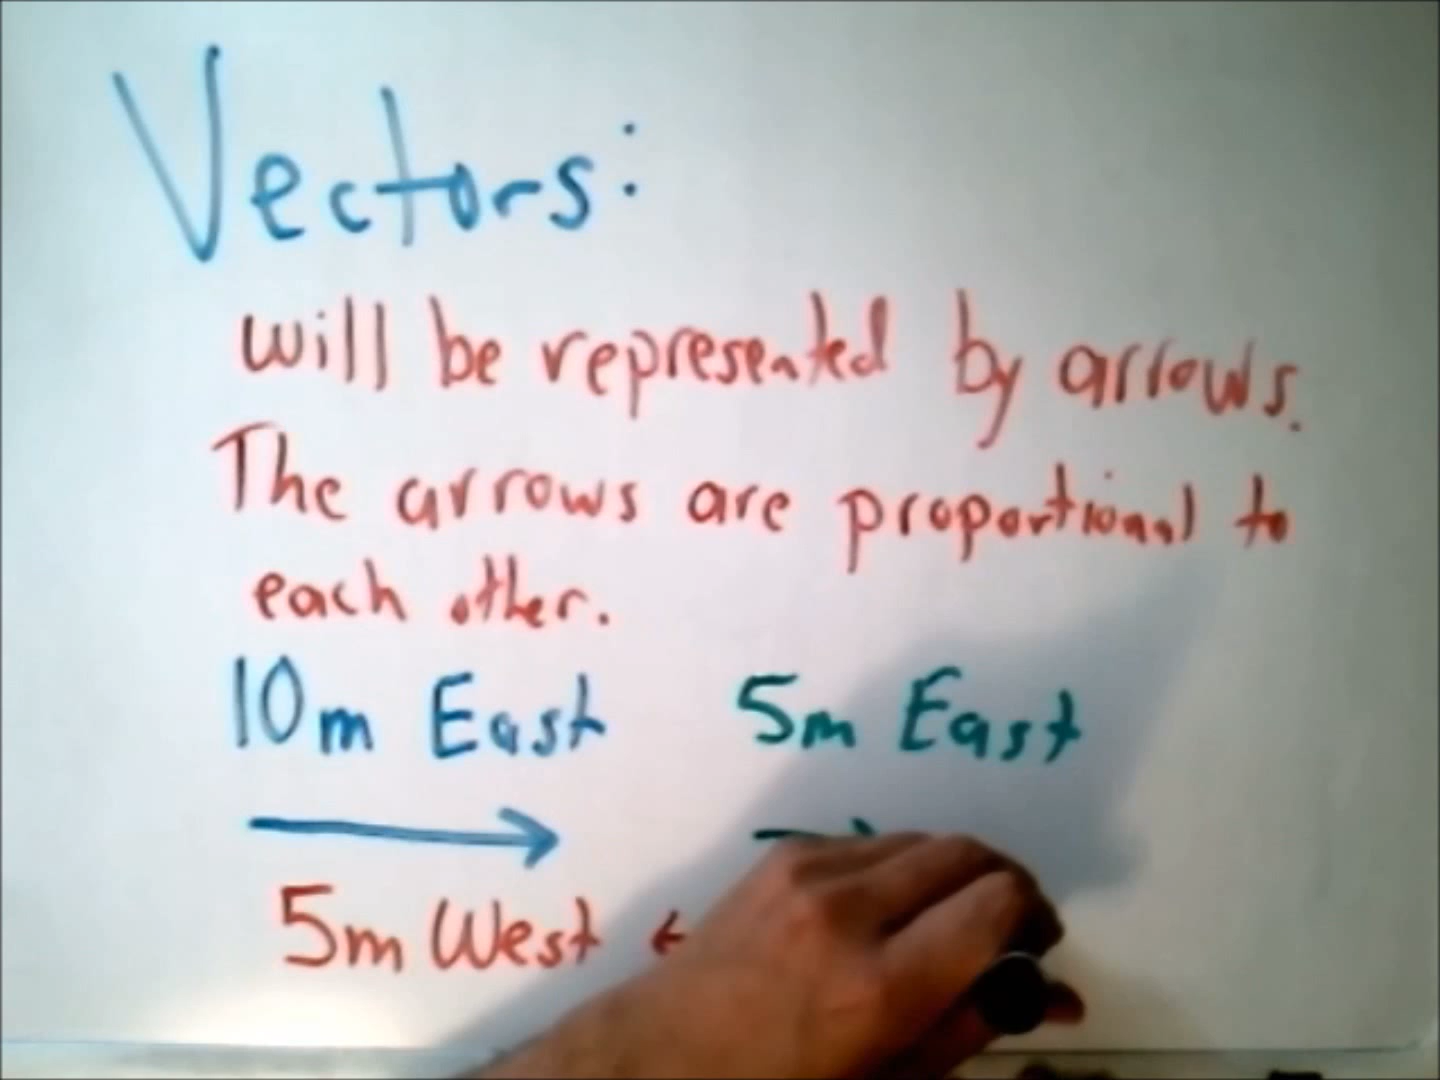 Vectors:
will be represented by arrows.
The arrows are proportional to
each other.
10m East 5m East
5m West